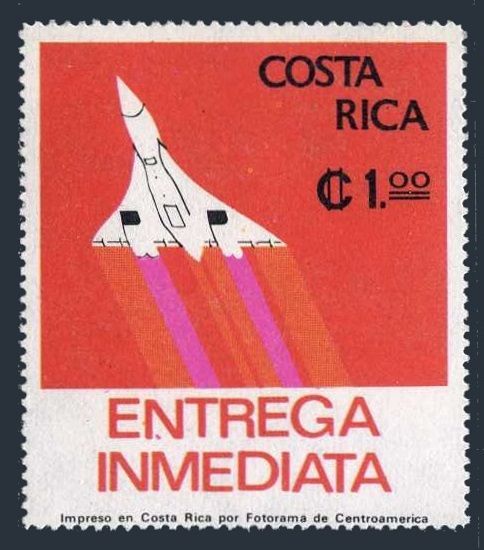 COSTA
RICA
₡ 1.00
ENTREGA
INMEDIATA
Impreso en Costa Rica por Fotorama de Centroamerica